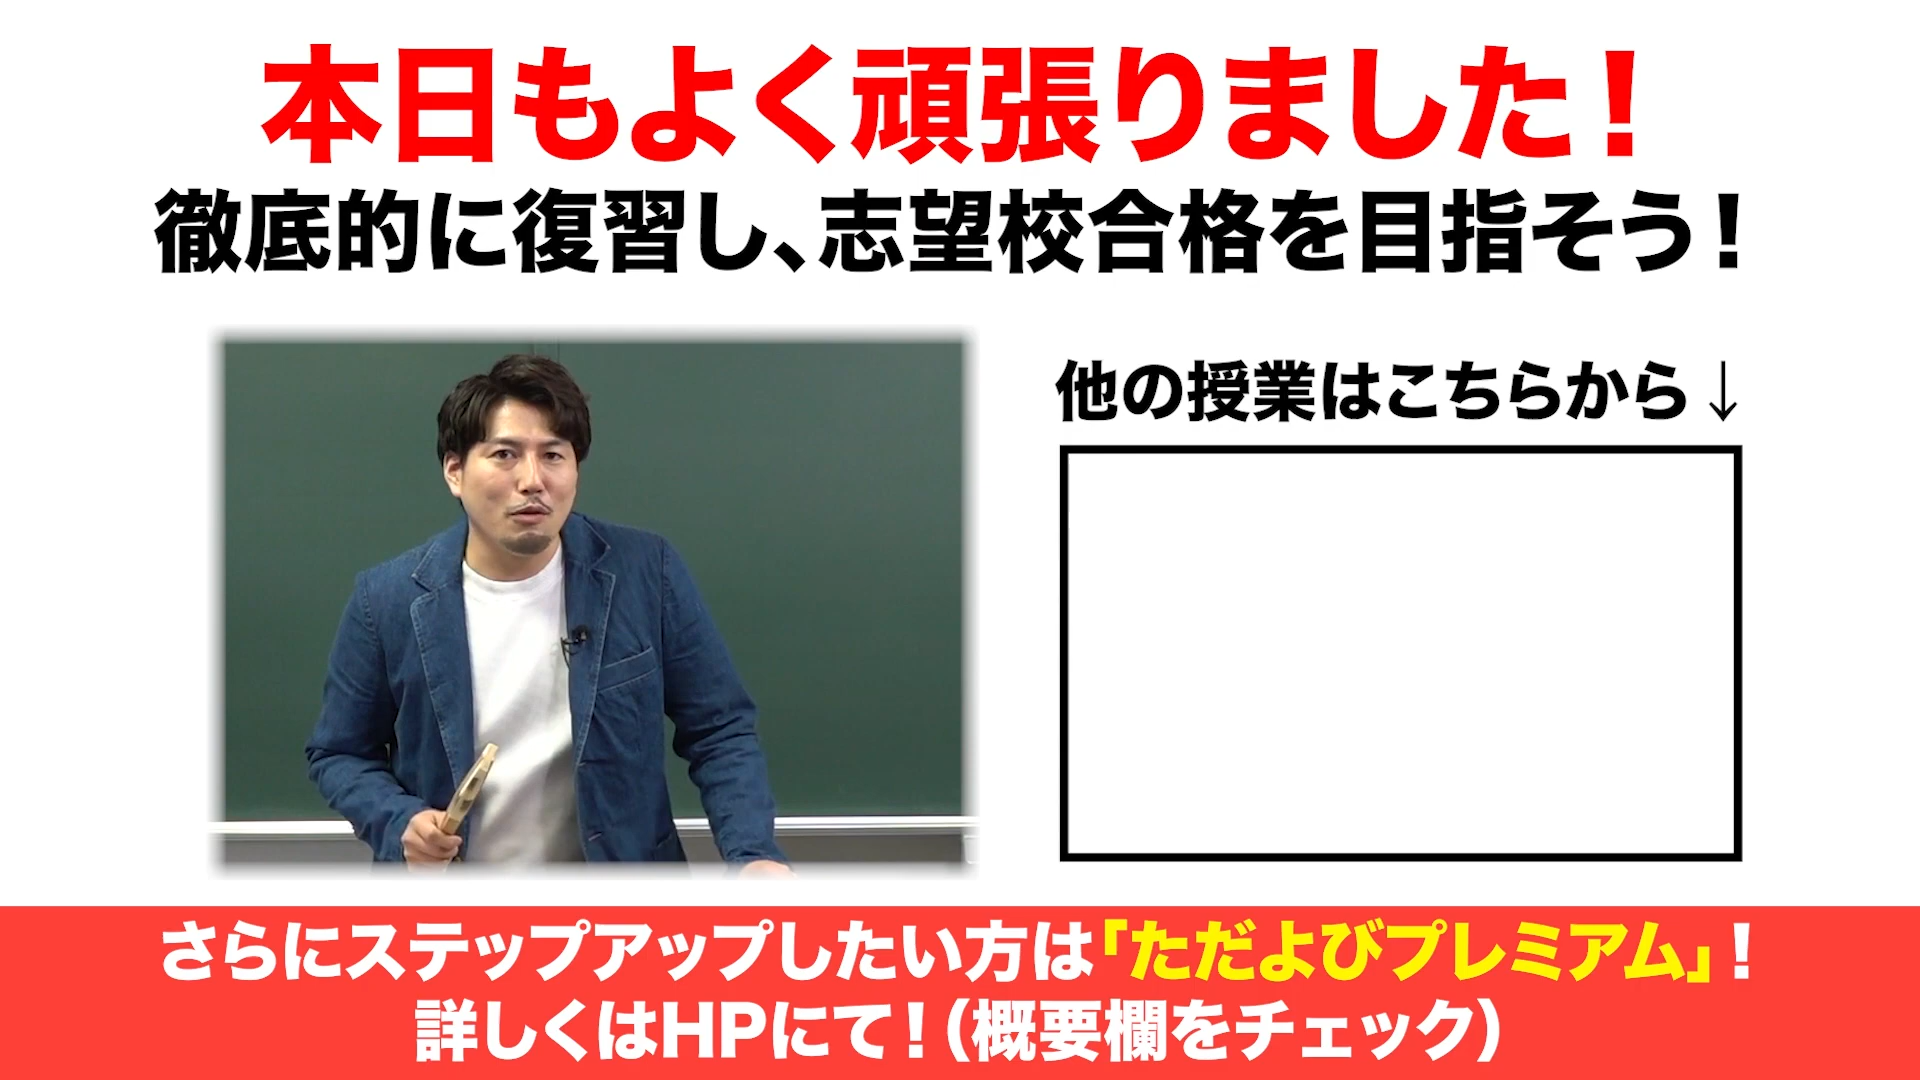 本日もよく頑張りました！
徹底的に復習し、志望校合格を目指そう！
他の授業はこちらから↓
さらにステップアップしたい方は「ただよびプレミアム」！
詳しくはHPにて！（概要欄をチェック）